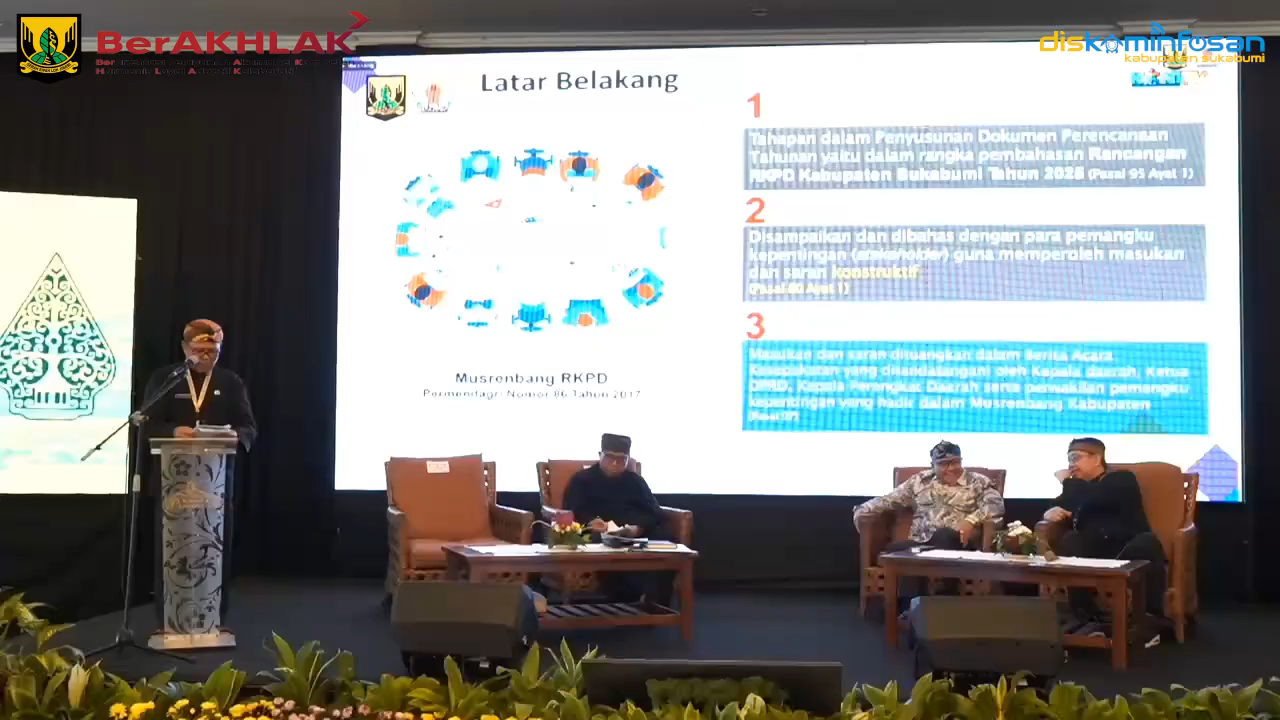 BerAKHLAK
diskominfosan
kabupaten sukabumi
Latar Belakang
1
Tahapan dalam Penyusunan Dokumen Perencanaan
Tahunan yaitu dalam rangka pembahasan Rancangan
RKPD Kabupaten Sukabumi Tahun 2026 (Pasal 95 Ayat 1)
2
Disampaikan dan dibahas dengan para pemangku
kepentingan (stakeholder) guna memperoleh masukan
dan saran konstruktif
(Pasal 80 Ayat 1)
3
Masukan dan saran dituangkan dalam Berita Acara
Kesepakatan yang ditandatangani oleh Kepala daerah, Ketua
DPRD, Kepala Perangkat Daerah serta perwakilan pemangku
kepentingan yang hadir dalam Musrenbang Kabupaten
Musrenbang RKPD
Permendagri Nomor 86 Tahun 2017